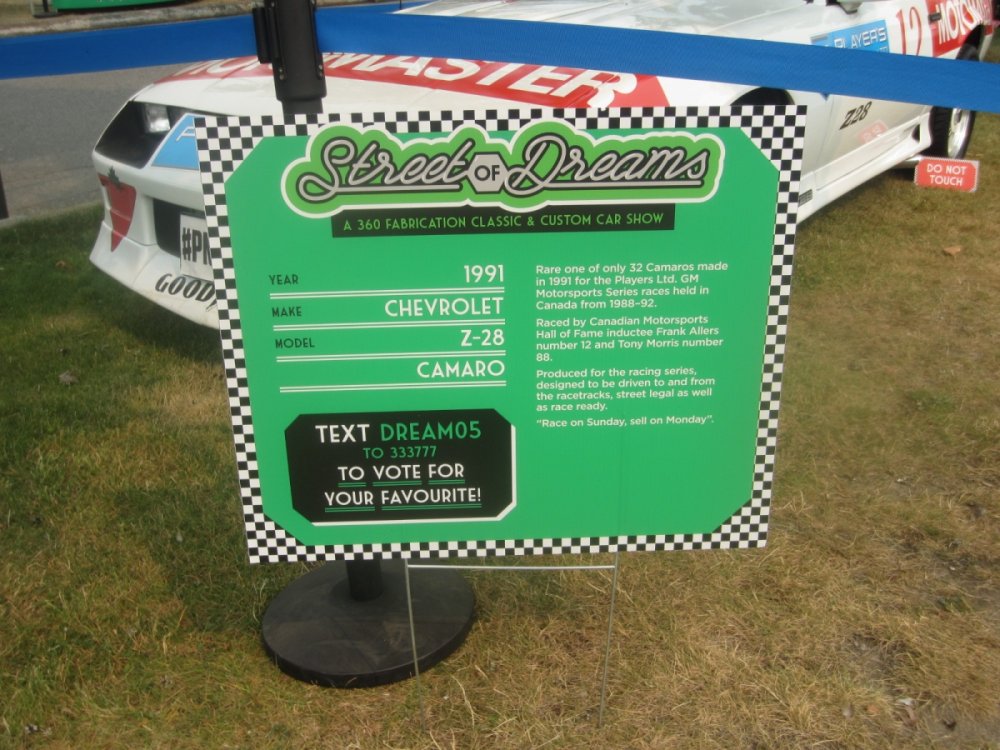 PLAYER'S
12
MOTOMASTER
Z28
DO NOT
TOUCH
GOOD
Street OF Dreams
A 360 FABRICATION CLASSIC & CUSTOM CAR SHOW
YEAR 1991
MAKE CHEVROLET
MODEL Z-28
CAMARO
TEXT DREAM05
TO 333777
TO VOTE FOR
YOUR FAVOURITE!
Rare one of only 32 Camaros made
in 1991 for the Players Ltd. GM
Motorsports Series races held in
Canada from 1988-92.
Raced by Canadian Motorsports
Hall of Fame inductee Frank Allers
number 12 and Tony Morris number
88.
Produced for the racing series,
designed to be driven to and from
the racetracks, street legal as well
as race ready.
"Race on Sunday, sell on Monday".